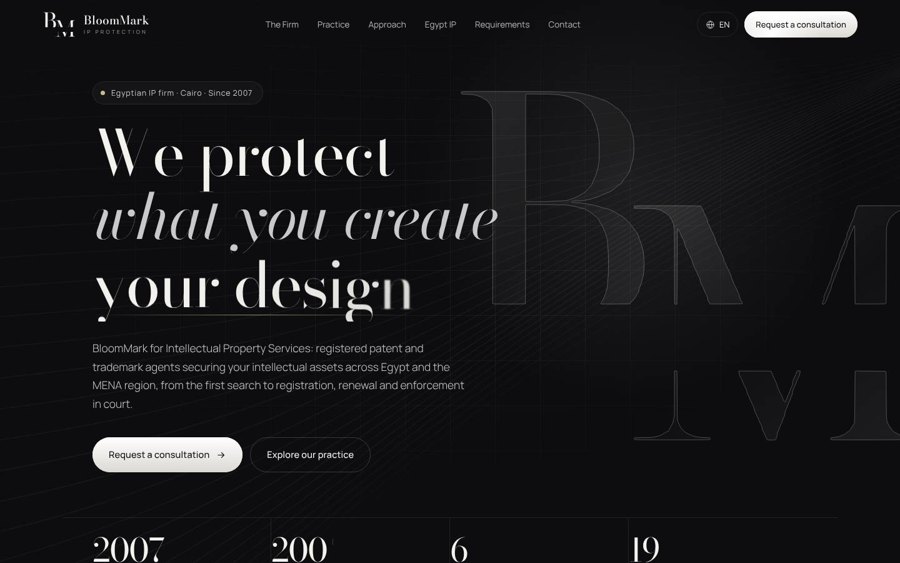 BM BloomMark
IP PROTECTION
The Firm Practice Approach Egypt IP Requirements Contact
EN
Request a consultation
Egyptian IP firm · Cairo · Since 2007
We protect
what you create
your design
BloomMark for Intellectual Property Services: registered patent and
trademark agents securing your intellectual assets across Egypt and the
MENA region, from the first search to registration, renewal and enforcement
in court.
Request a consultation →
Explore our practice
BM
2007 200 6 19